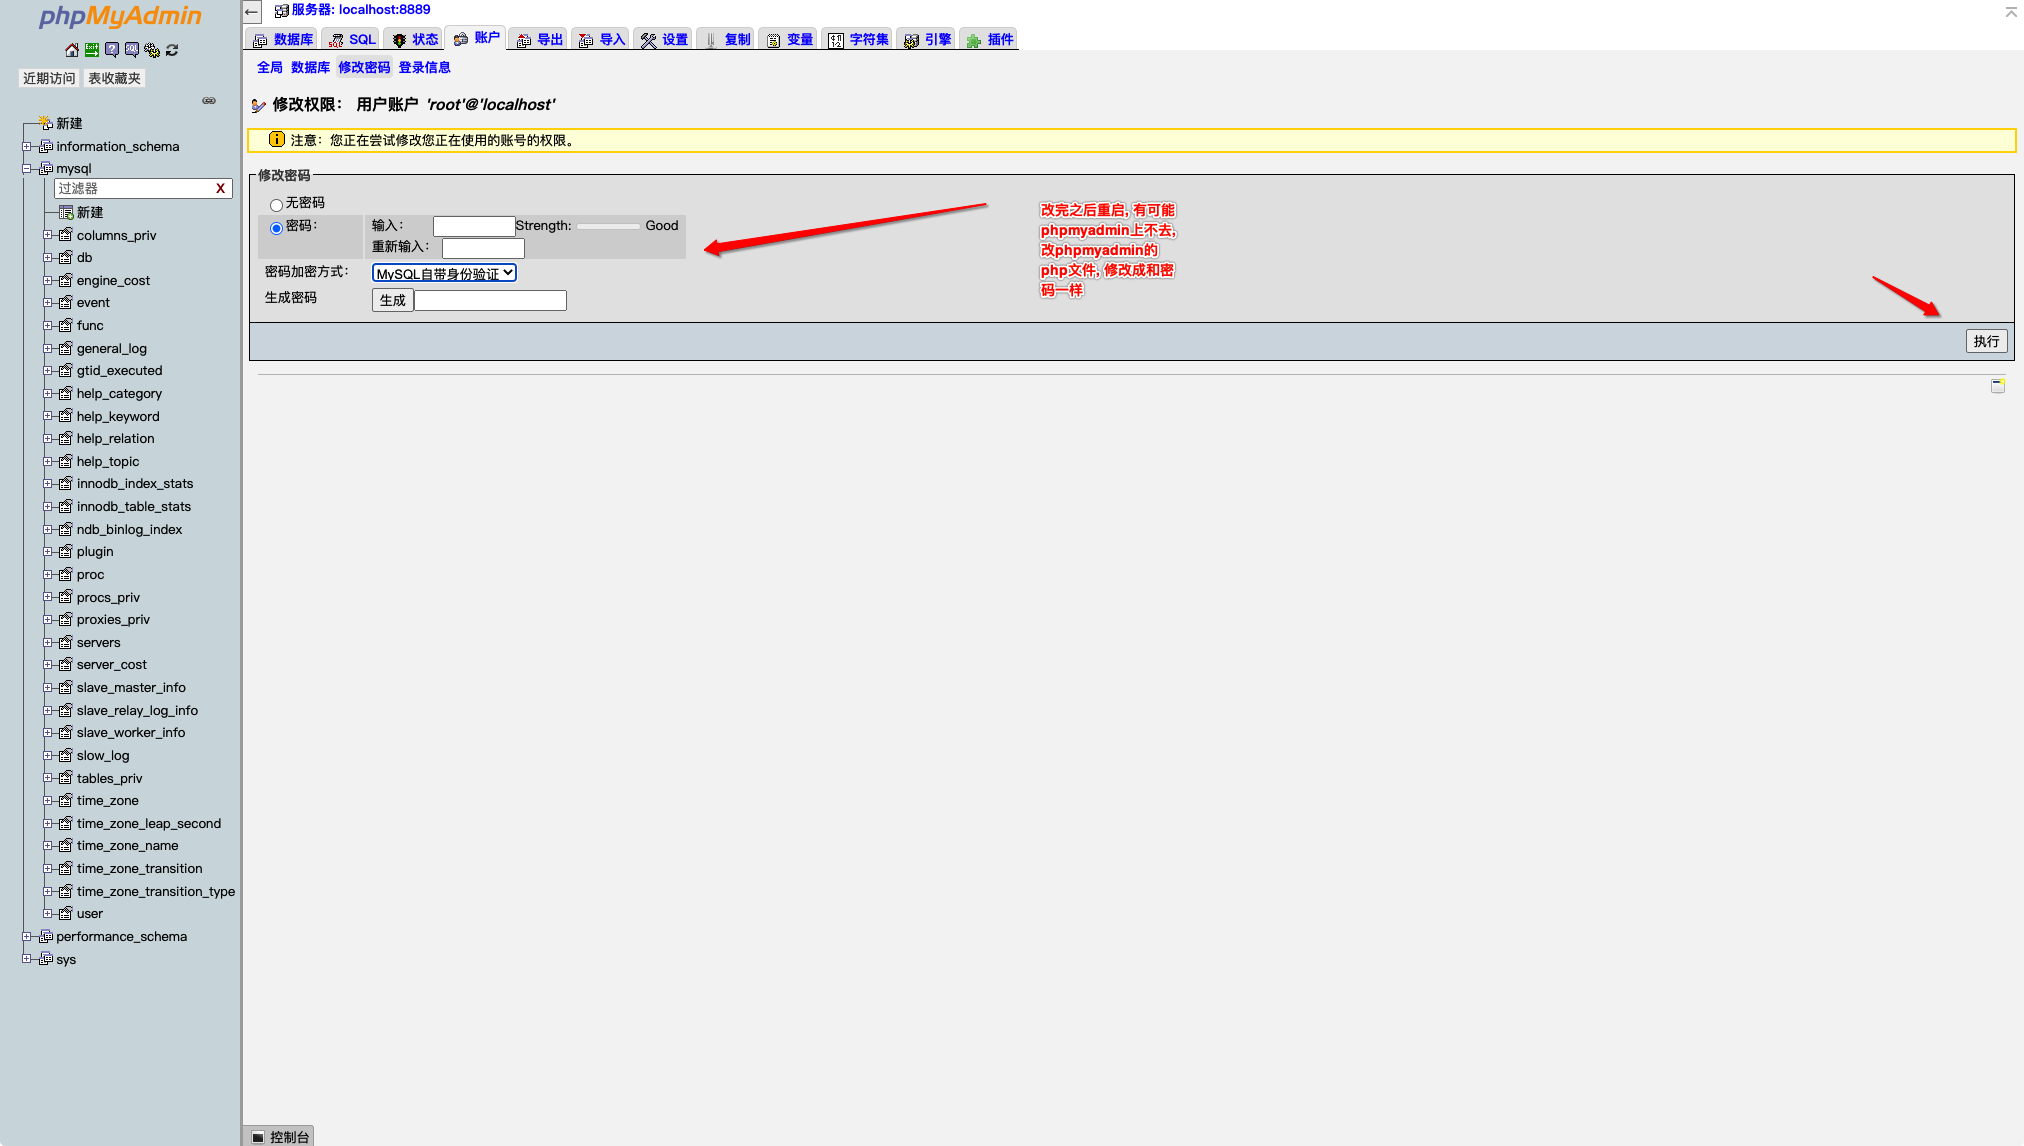 phpMyAdmin
近期访问 表收藏夹
新建
information_schema
mysql
过滤器 X
新建
columns_priv
db
engine_cost
event
func
general_log
gtid_executed
help_category
help_keyword
help_relation
help_topic
innodb_index_stats
innodb_table_stats
ndb_binlog_index
plugin
proc
procs_priv
proxies_priv
servers
server_cost
slave_master_info
slave_relay_log_info
slave_worker_info
slow_log
tables_priv
time_zone
time_zone_leap_second
time_zone_name
time_zone_transition
time_zone_transition_type
user
performance_schema
sys
服务器: localhost:8889
数据库 SQL 状态 账户 导出 导入 设置 复制 变量 字符集 引擎 插件
全局 数据库 修改密码 登录信息
修改权限： 用户账户 'root'@'localhost'
注意：您正在尝试修改您正在使用的账号的权限。
修改密码
无密码
密码： 输入： Strength: Good
重新输入：
密码加密方式： MySQL自带身份验证
生成密码 生成
改完之后重启, 有可能
phpmyadmin上不去,
改phpmyadmin的
php文件, 修改成和密
码一样
执行
控制台